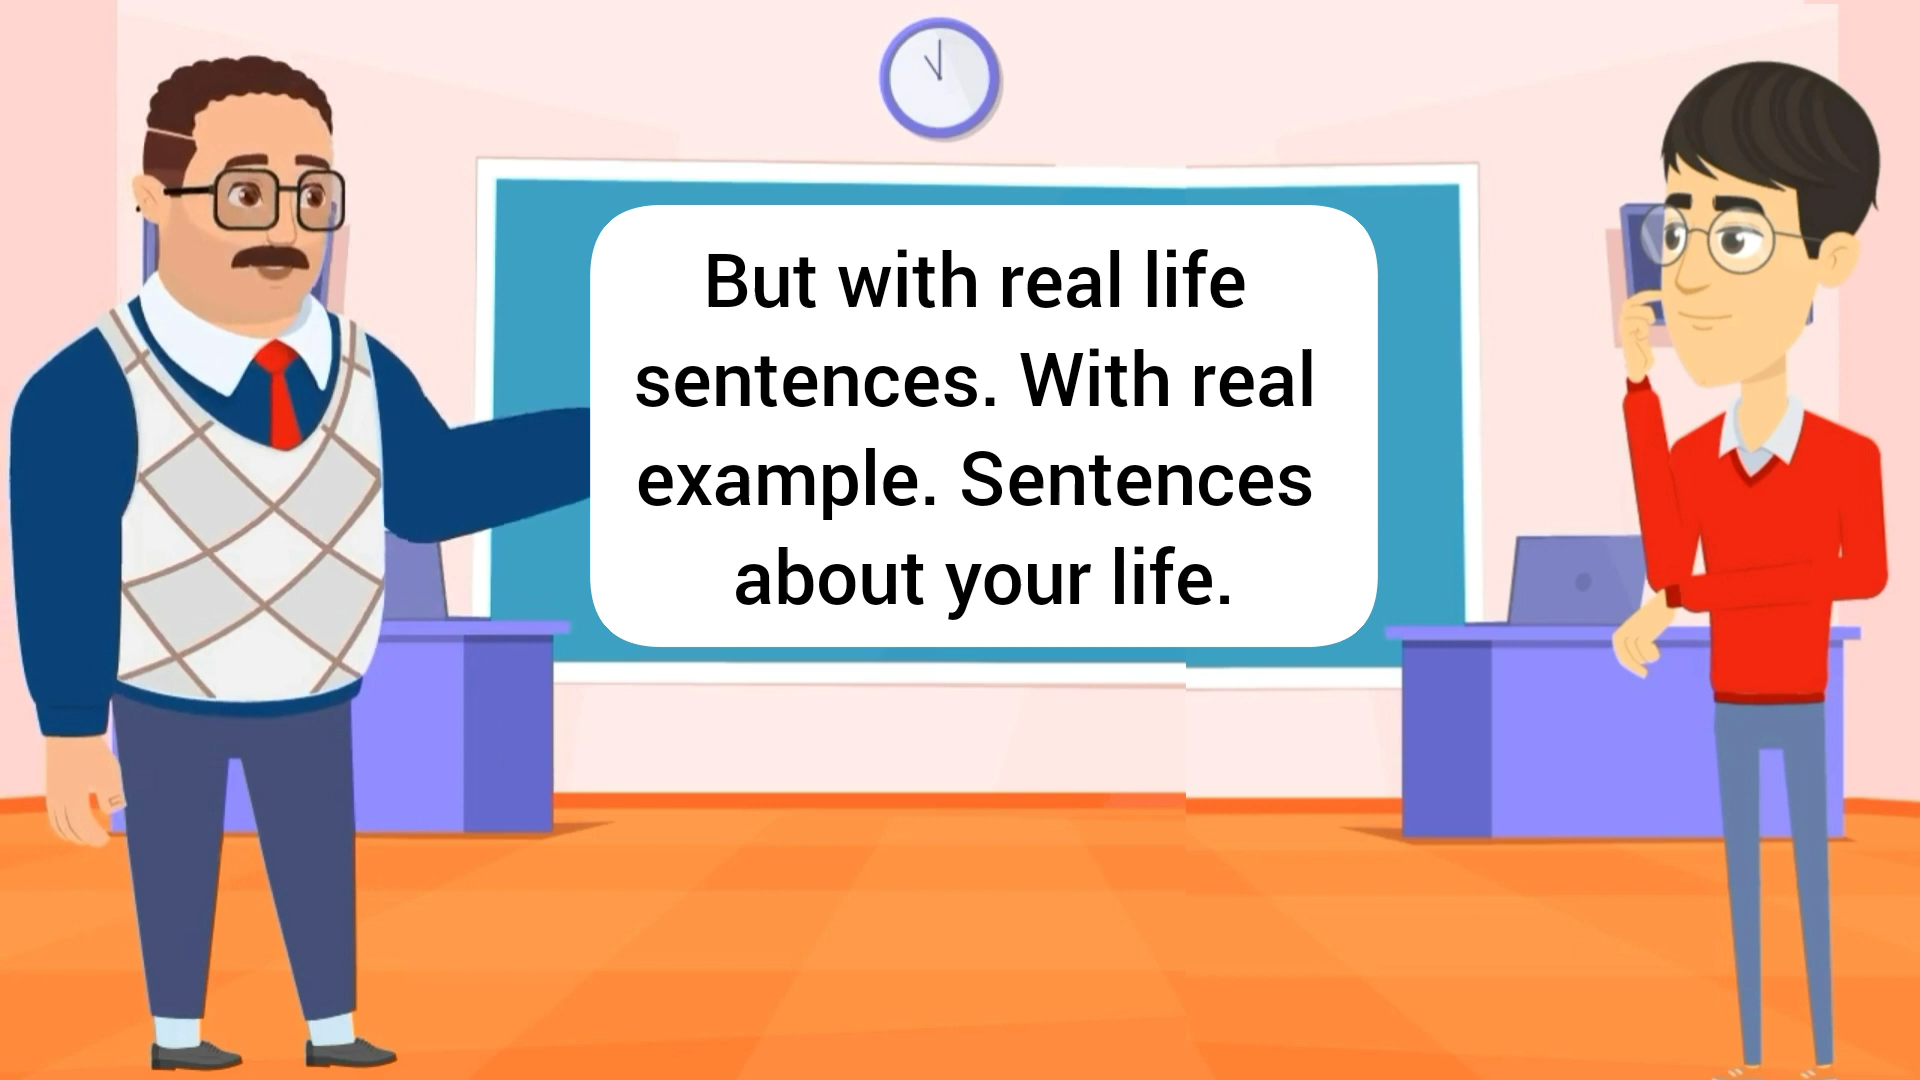 But with real life
sentences. With real
example. Sentences
about your life.